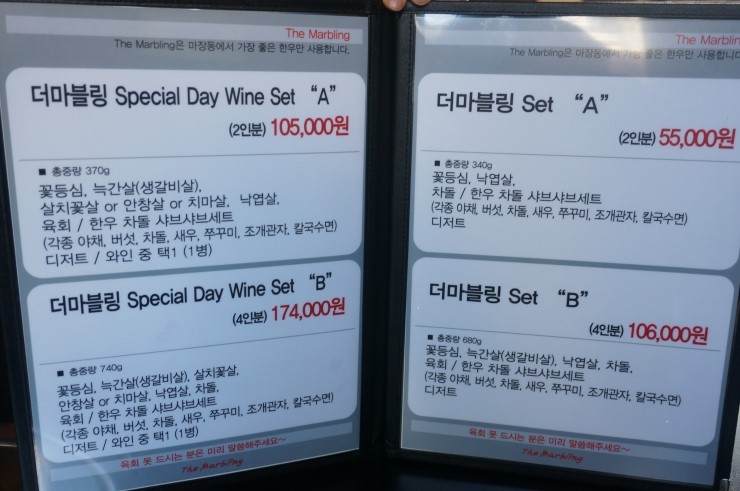 The Marbling
The Marbling은 마장동에서 가장 좋은 한우만 사용합니다.
더마블링 Special Day Wine Set “A”
(2인분) 105,000원
■ 총중량 370g
꽃등심, 늑간살(생갈비살),
살치꽃살 or 안창살 or 치마살, 낙엽살,
육회 / 한우 차돌 샤브샤브세트
(각종 야채, 버섯, 차돌, 새우, 쭈꾸미, 조개관자, 칼국수면)
디저트 / 와인 중 택1 (1병)
더마블링 Special Day Wine Set “B”
(4인분) 174,000원
■ 총중량 740g
꽃등심, 늑간살(생갈비살), 살치꽃살,
안창살 or 치마살, 낙엽살, 차돌,
육회 / 한우 차돌 샤브샤브세트
(각종 야채, 버섯, 차돌, 새우, 쭈꾸미, 조개관자, 칼국수면)
디저트 / 와인 중 택1 (1병)
육회 못 드시는 분은 미리 말씀해주세요~
The Marbling
The Marblin
The Marbling은 마장동에서 가장 좋은 한우만 사용합니다
더마블링 Set “A”
(2인분) 55,000원
■ 총중량 340g
꽃등심, 낙엽살,
차돌 / 한우 차돌 샤브샤브세트
(각종 야채, 버섯, 차돌, 새우, 쭈꾸미, 조개관자, 칼국수면)
디저트
더마블링 Set “B”
(4인분) 106,000원
■ 총중량 680g
꽃등심, 늑간살(생갈비살), 낙엽살, 차돌,
육회 / 한우 차돌 샤브샤브세트
(각종 야채, 버섯, 차돌, 새우, 쭈꾸미, 조개관자, 칼국수면)
디저트
육회 못 드시는 분은 미리 말씀해주세요~
The Marbling